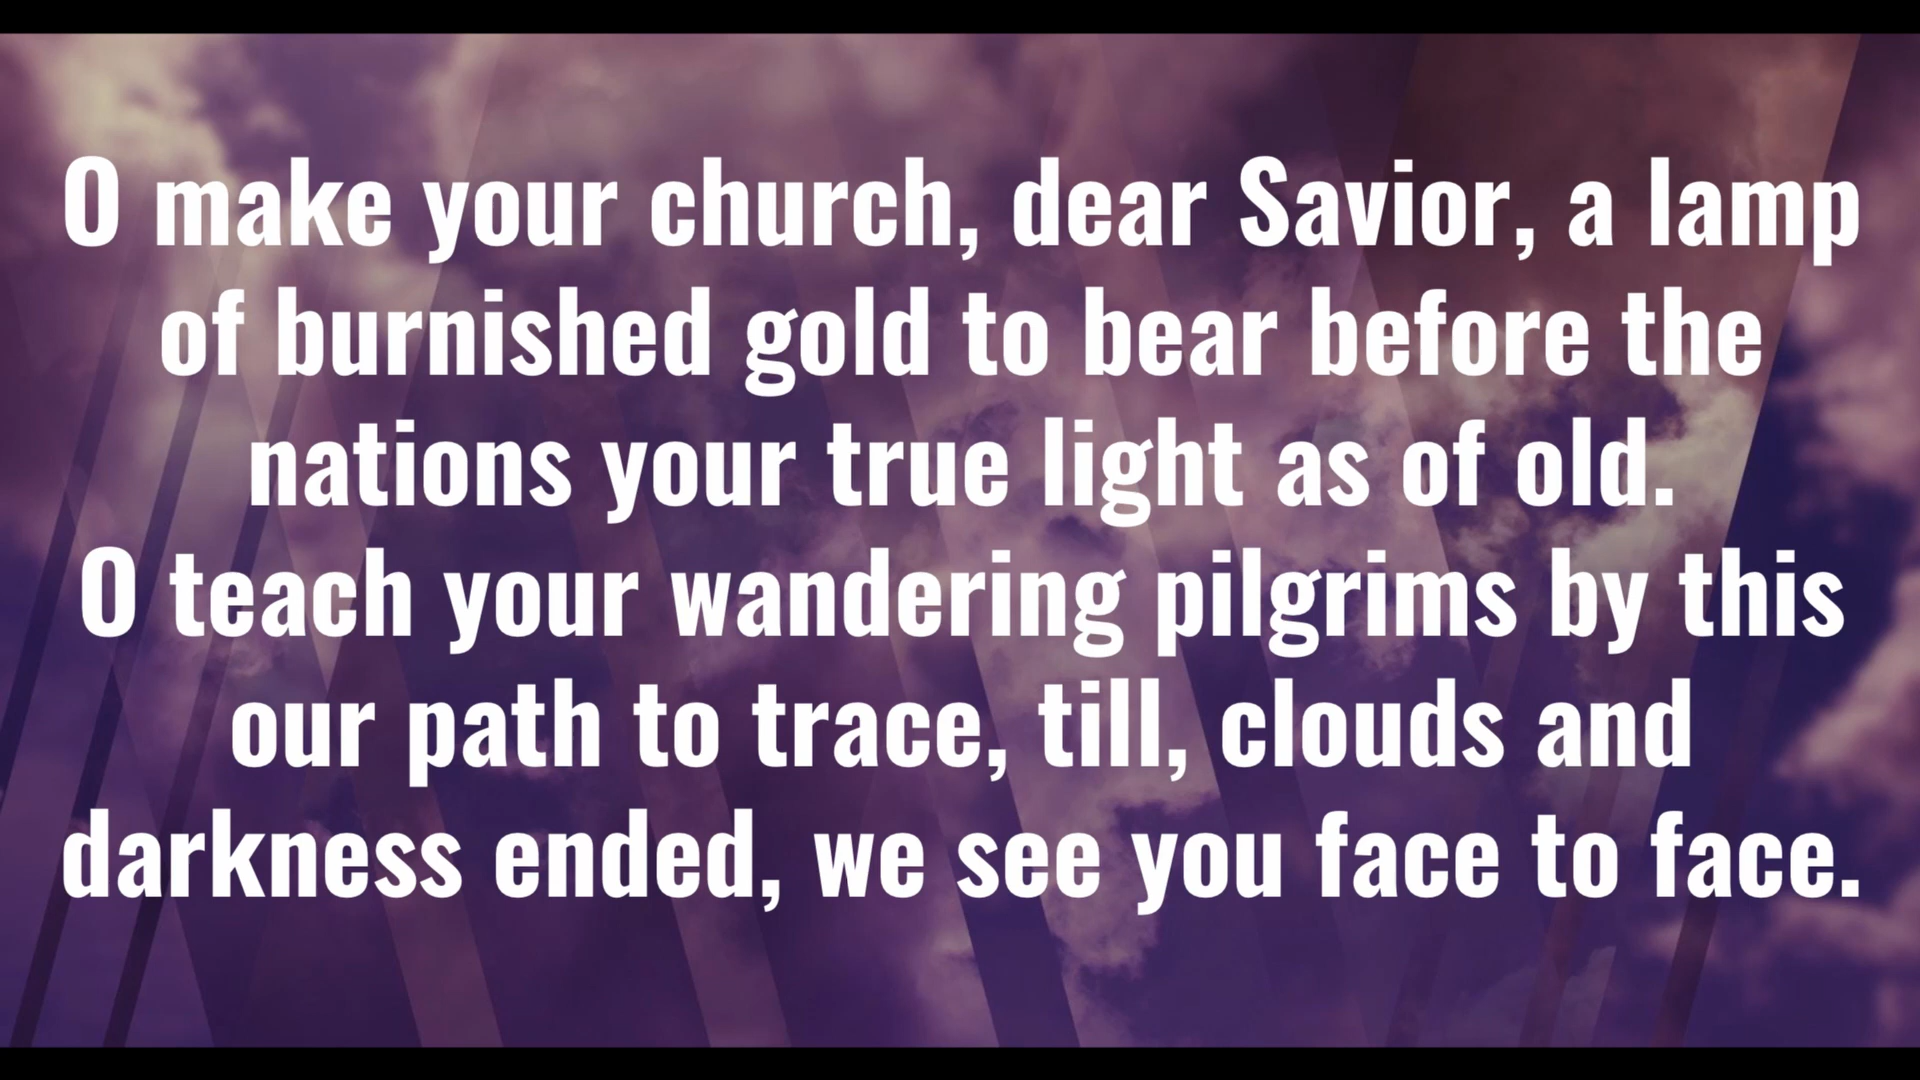 O make your church, dear Savior, a lamp
of burnished gold to bear before the
nations your true light as of old.
O teach your wandering pilgrims by this
our path to trace, till, clouds and
darkness ended, we see you face to face.